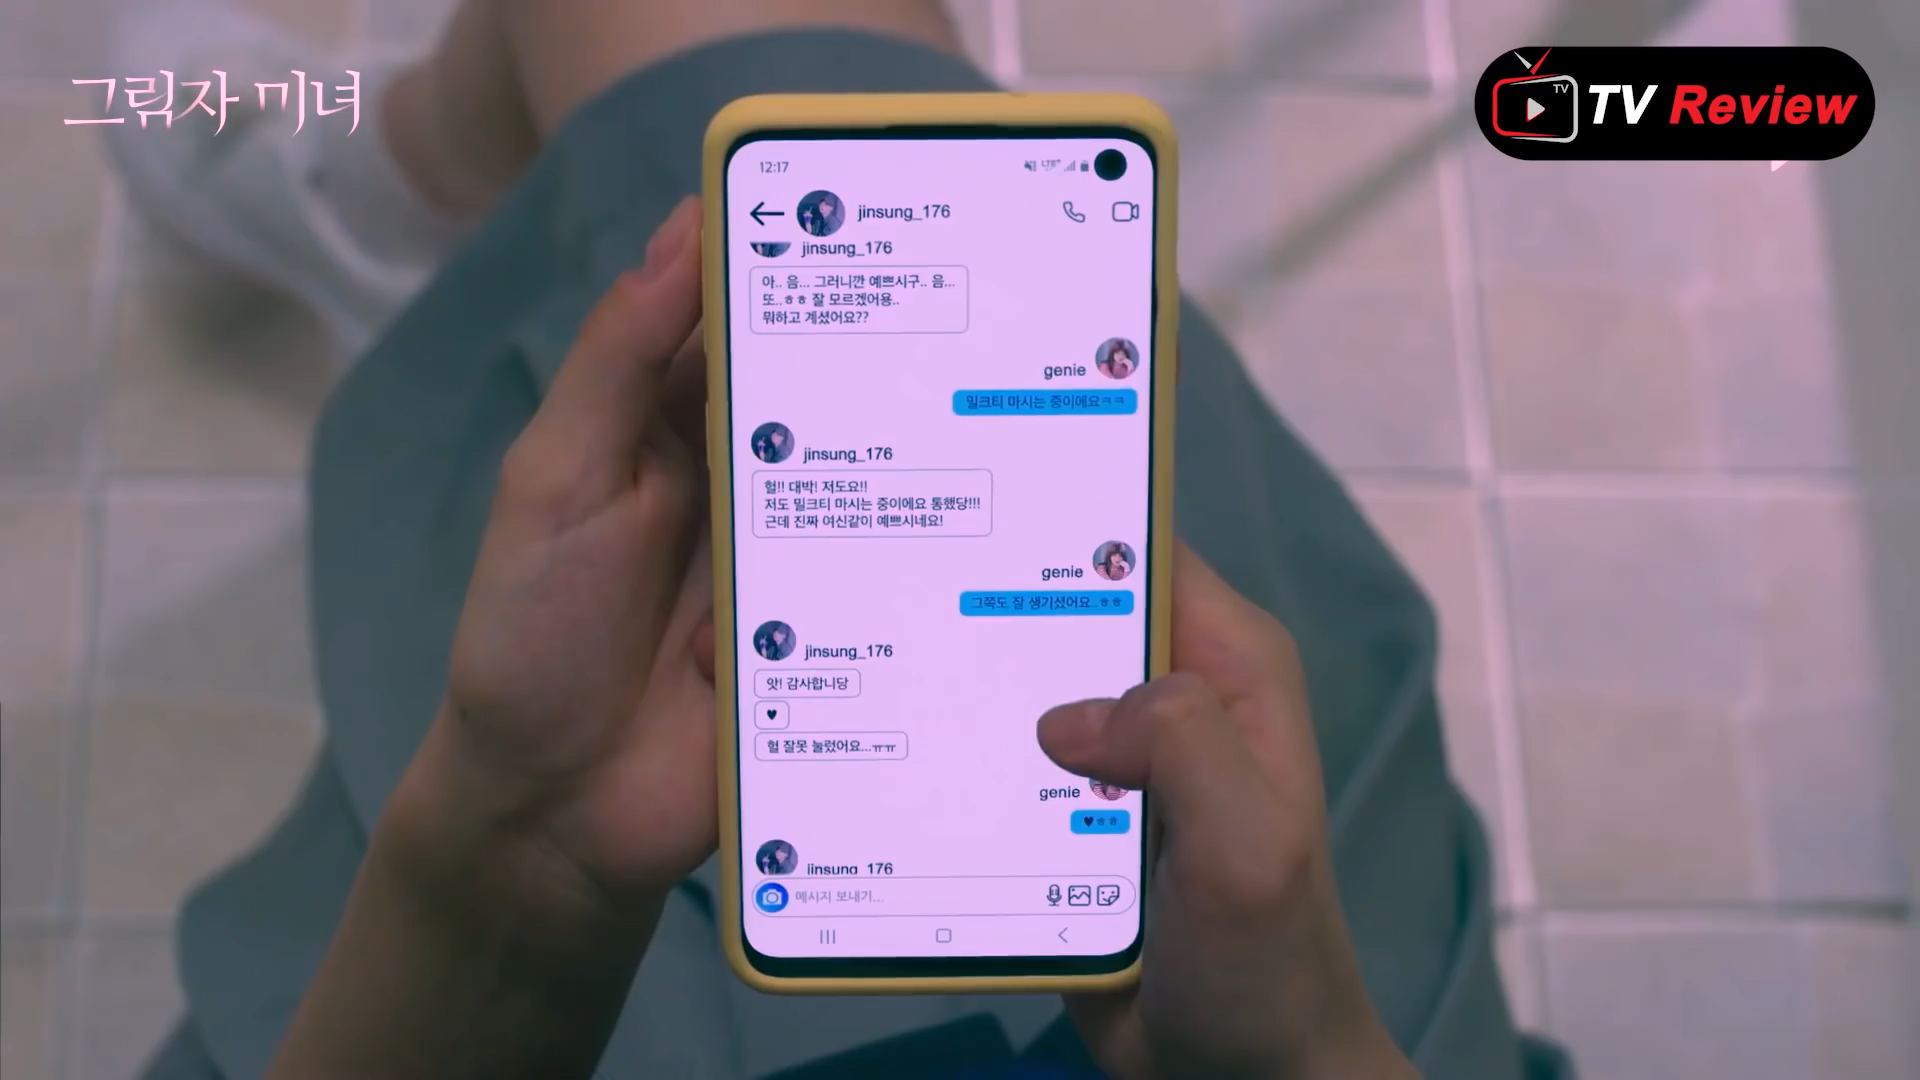 그림자 미녀
TV
TV Review
12:17
LTE+
jinsung_176
jinsung_176
아.. 음... 그러니깐 예쁘시구.. 음...
또..ㅎㅎ 잘 모르겠어용..
뭐하고 계셨어요??
genie
밀크티 마시는 중이에요ㅋㅋ
jinsung_176
헐!! 대박! 저도요!!
저도 밀크티 마시는 중이에요 통했당!!!
근데 진짜 여신같이 예쁘시네요!
genie
그쪽도 잘 생기셨어요..ㅎㅎ
jinsung_176
앗! 감사합니당
♥
헐 잘못 눌렀어요...ㅠㅠ
genie
♥ㅎㅎ
jinsung_176
메시지 보내기...